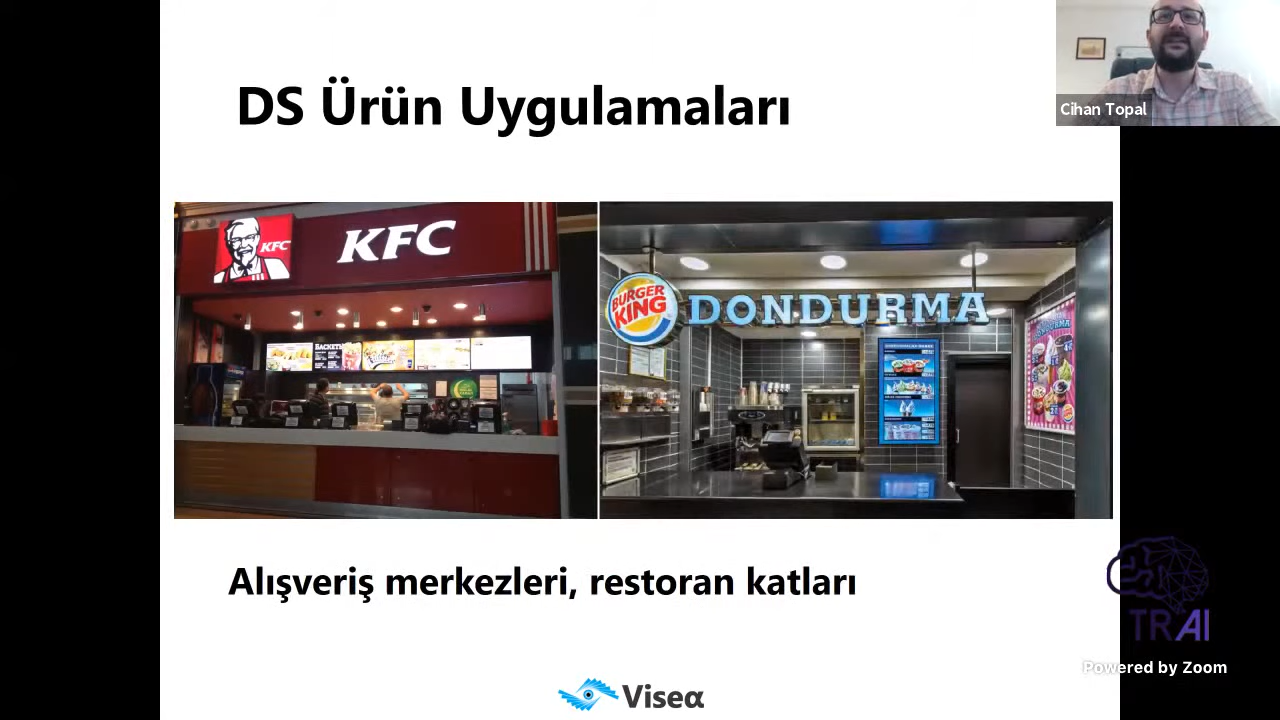 DS Ürün Uygulamaları
Cihan Topal
KFC
KFC
BURGER
KING
DONDURMA
DONDURMA
Alışveriş merkezleri, restoran katları
TRAI
Powered by Zoom
Visea